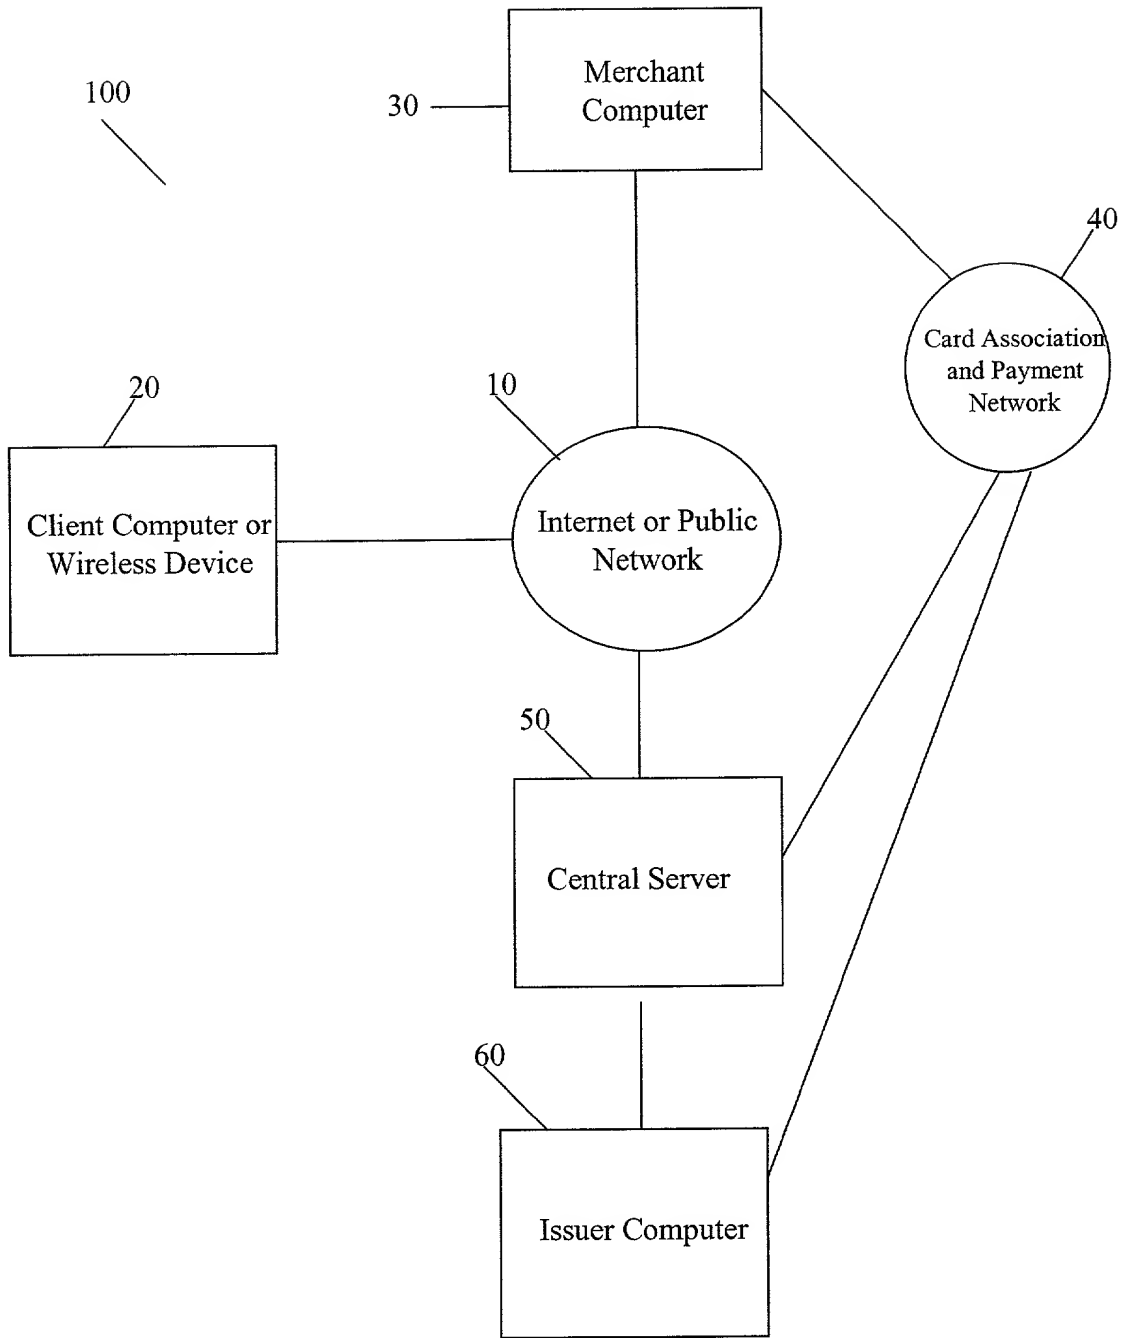 Merchant
Computer
100
30
40
Card Association
and Payment
Network
20
10
Client Computer or
Wireless Device
Internet or Public
Network
50
Central Server
60
Issuer Computer